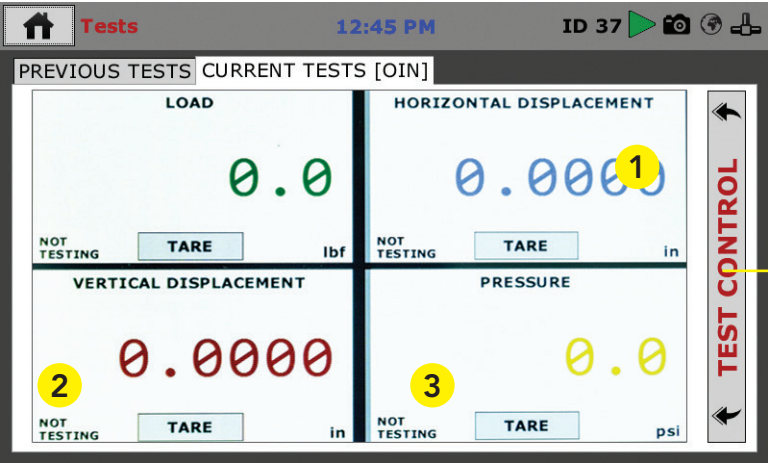 Tests
12:45 PM
ID 37
PREVIOUS TESTS
CURRENT TESTS [OIN]
LOAD
0.0
NOT
TESTING
TARE
lbf
HORIZONTAL DISPLACEMENT
0.0000
1
NOT
TESTING
TARE
in
VERTICAL DISPLACEMENT
0.0000
2
NOT
TESTING
TARE
in
PRESSURE
0.0
3
NOT
TESTING
TARE
psi
TEST CONTROL